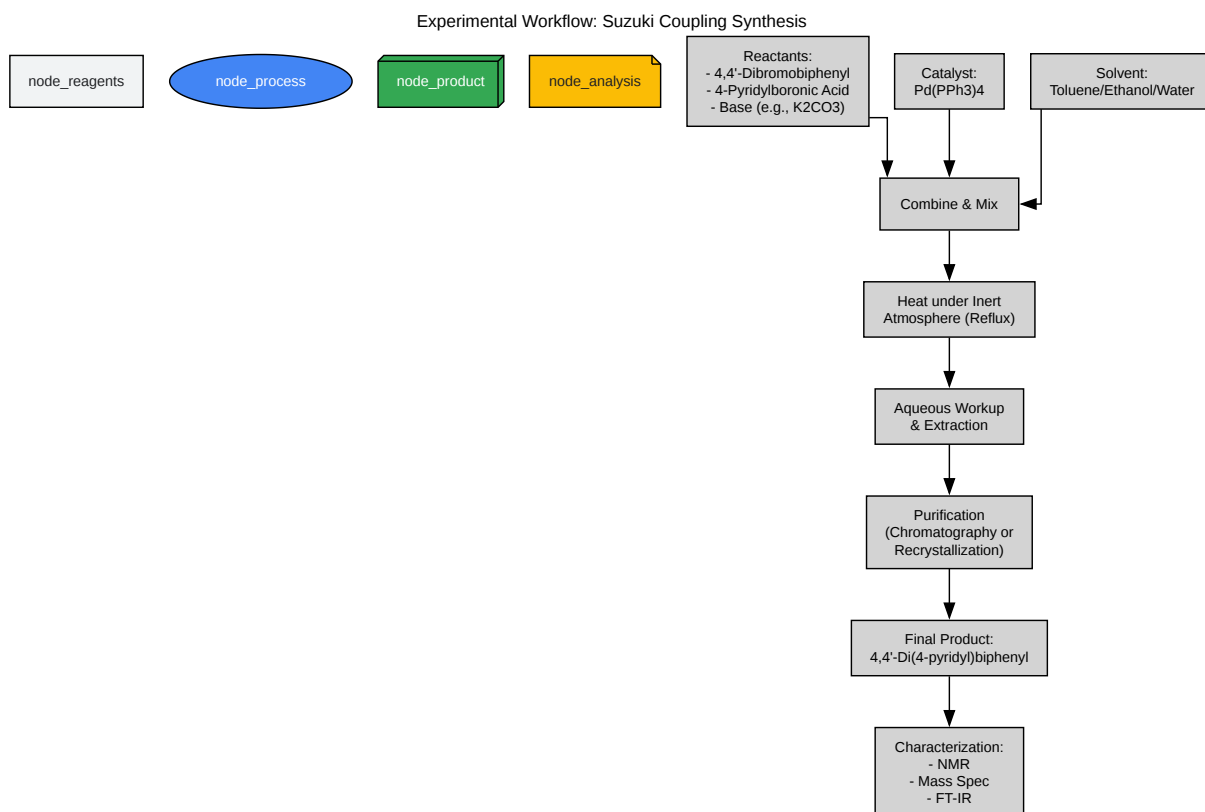 Experimental Workflow: Suzuki Coupling Synthesis
node_reagents
node_process
node_product
node_analysis
Reactants:
- 4,4'-Dibromobiphenyl
- 4-Pyridylboronic Acid
- Base (e.g., K2CO3)
Catalyst:
Pd(PPh3)4
Solvent:
Toluene/Ethanol/Water
Combine & Mix
Heat under Inert
Atmosphere (Reflux)
Aqueous Workup
& Extraction
Purification
(Chromatography or
Recrystallization)
Final Product:
4,4'-Di(4-pyridyl)biphenyl
Characterization:
- NMR
- Mass Spec
- FT-IR